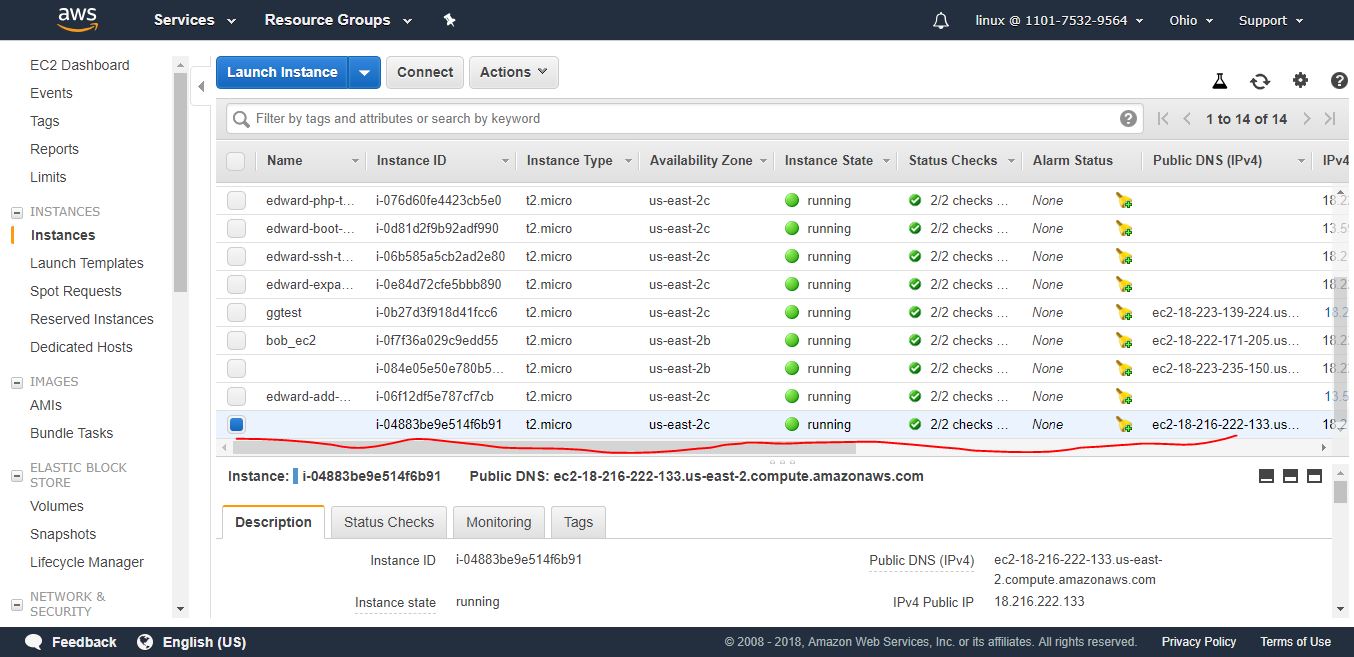 aws Services Resource Groups linux @ 1101-7532-9564 Ohio Support
EC2 Dashboard
Events
Tags
Reports
Limits
INSTANCES
Instances
Launch Templates
Spot Requests
Reserved Instances
Dedicated Hosts
IMAGES
AMIs
Bundle Tasks
ELASTIC BLOCK
STORE
Volumes
Snapshots
Lifecycle Manager
NETWORK &
SECURITY
Launch Instance Connect Actions
Filter by tags and attributes or search by keyword 1 to 14 of 14
Name Instance ID Instance Type Availability Zone Instance State Status Checks Alarm Status Public DNS (IPv4) IPv4
edward-php-t... i-076d60fe4423cb5e0 t2.micro us-east-2c running 2/2 checks ... None 18.2
edward-boot-... i-0d81d2f9b92adf990 t2.micro us-east-2c running 2/2 checks ... None 13.59
edward-ssh-t... i-06b585a5cb2ad2e80 t2.micro us-east-2c running 2/2 checks ... None 18.2
edward-expa... i-0e84d72cfe5bbb890 t2.micro us-east-2c running 2/2 checks ... None 18.2
ggtest i-0b27d3f918d41fcc6 t2.micro us-east-2c running 2/2 checks ... None ec2-18-223-139-224.us... 18.2
bob_ec2 i-0f7f36a029c9edd55 t2.micro us-east-2b running 2/2 checks ... None ec2-18-222-171-205.us... 18.2
i-084e05e50e780b5... t2.micro us-east-2b running 2/2 checks ... None ec2-18-223-235-150.us... 18.2
edward-add-... i-06f12df5e787cf7cb t2.micro us-east-2c running 2/2 checks ... None 13.5
i-04883be9e514f6b91 t2.micro us-east-2c running 2/2 checks ... None ec2-18-216-222-133.us... 18.2
Instance: i-04883be9e514f6b91 Public DNS: ec2-18-216-222-133.us-east-2.compute.amazonaws.com
Description Status Checks Monitoring Tags
Instance ID i-04883be9e514f6b91 Public DNS (IPv4) ec2-18-216-222-133.us-east-
2.compute.amazonaws.com
Instance state running IPv4 Public IP 18.216.222.133
Feedback English (US) © 2008 - 2018, Amazon Web Services, Inc. or its affiliates. All rights reserved. Privacy Policy Terms of Use